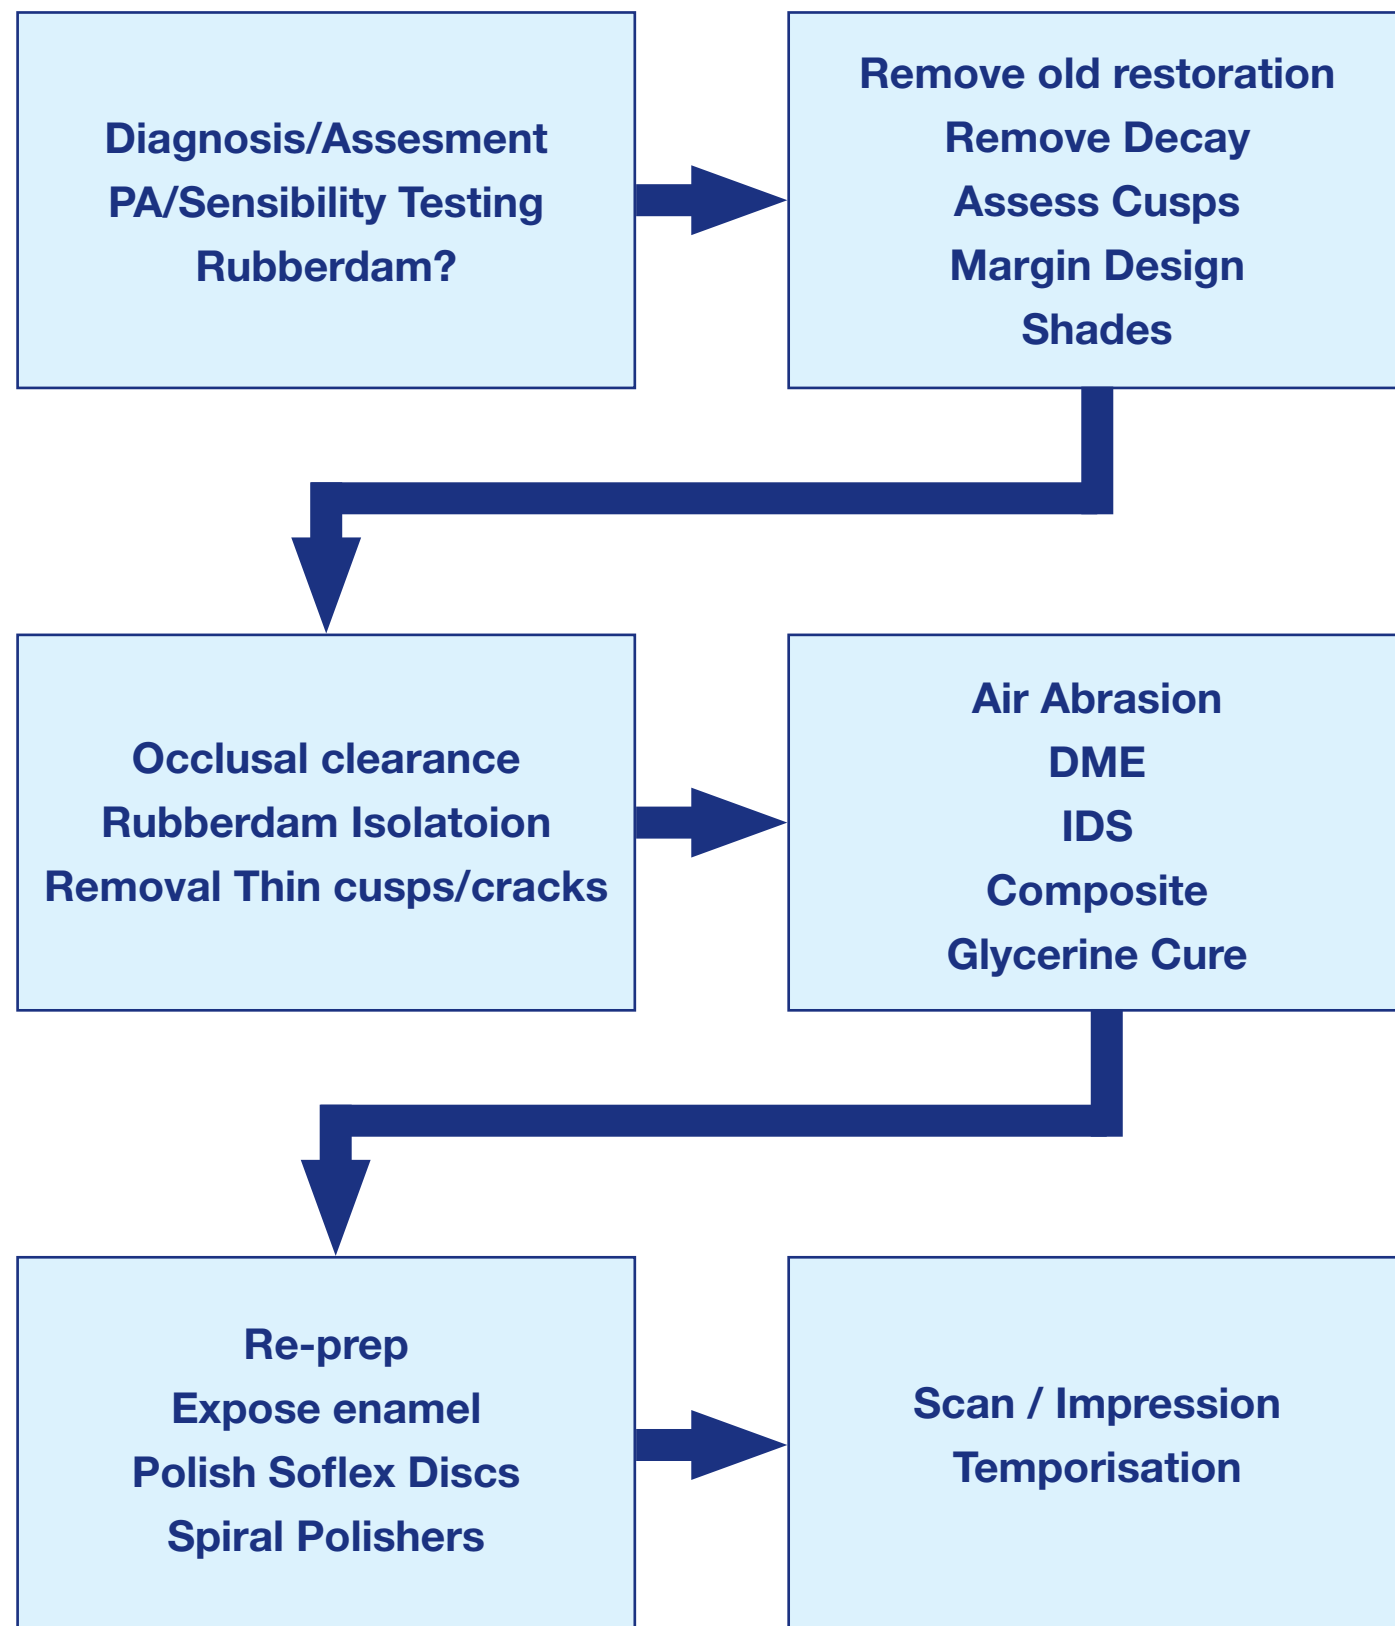 Diagnosis/Assesment
PA/Sensibility Testing
Rubberdam?
Remove old restoration
Remove Decay
Assess Cusps
Margin Design
Shades
Occlusal clearance
Rubberdam Isolatoion
Removal Thin cusps/cracks
Air Abrasion
DME
IDS
Composite
Glycerine Cure
Re-prep
Expose enamel
Polish Soflex Discs
Spiral Polishers
Scan / Impression
Temporisation